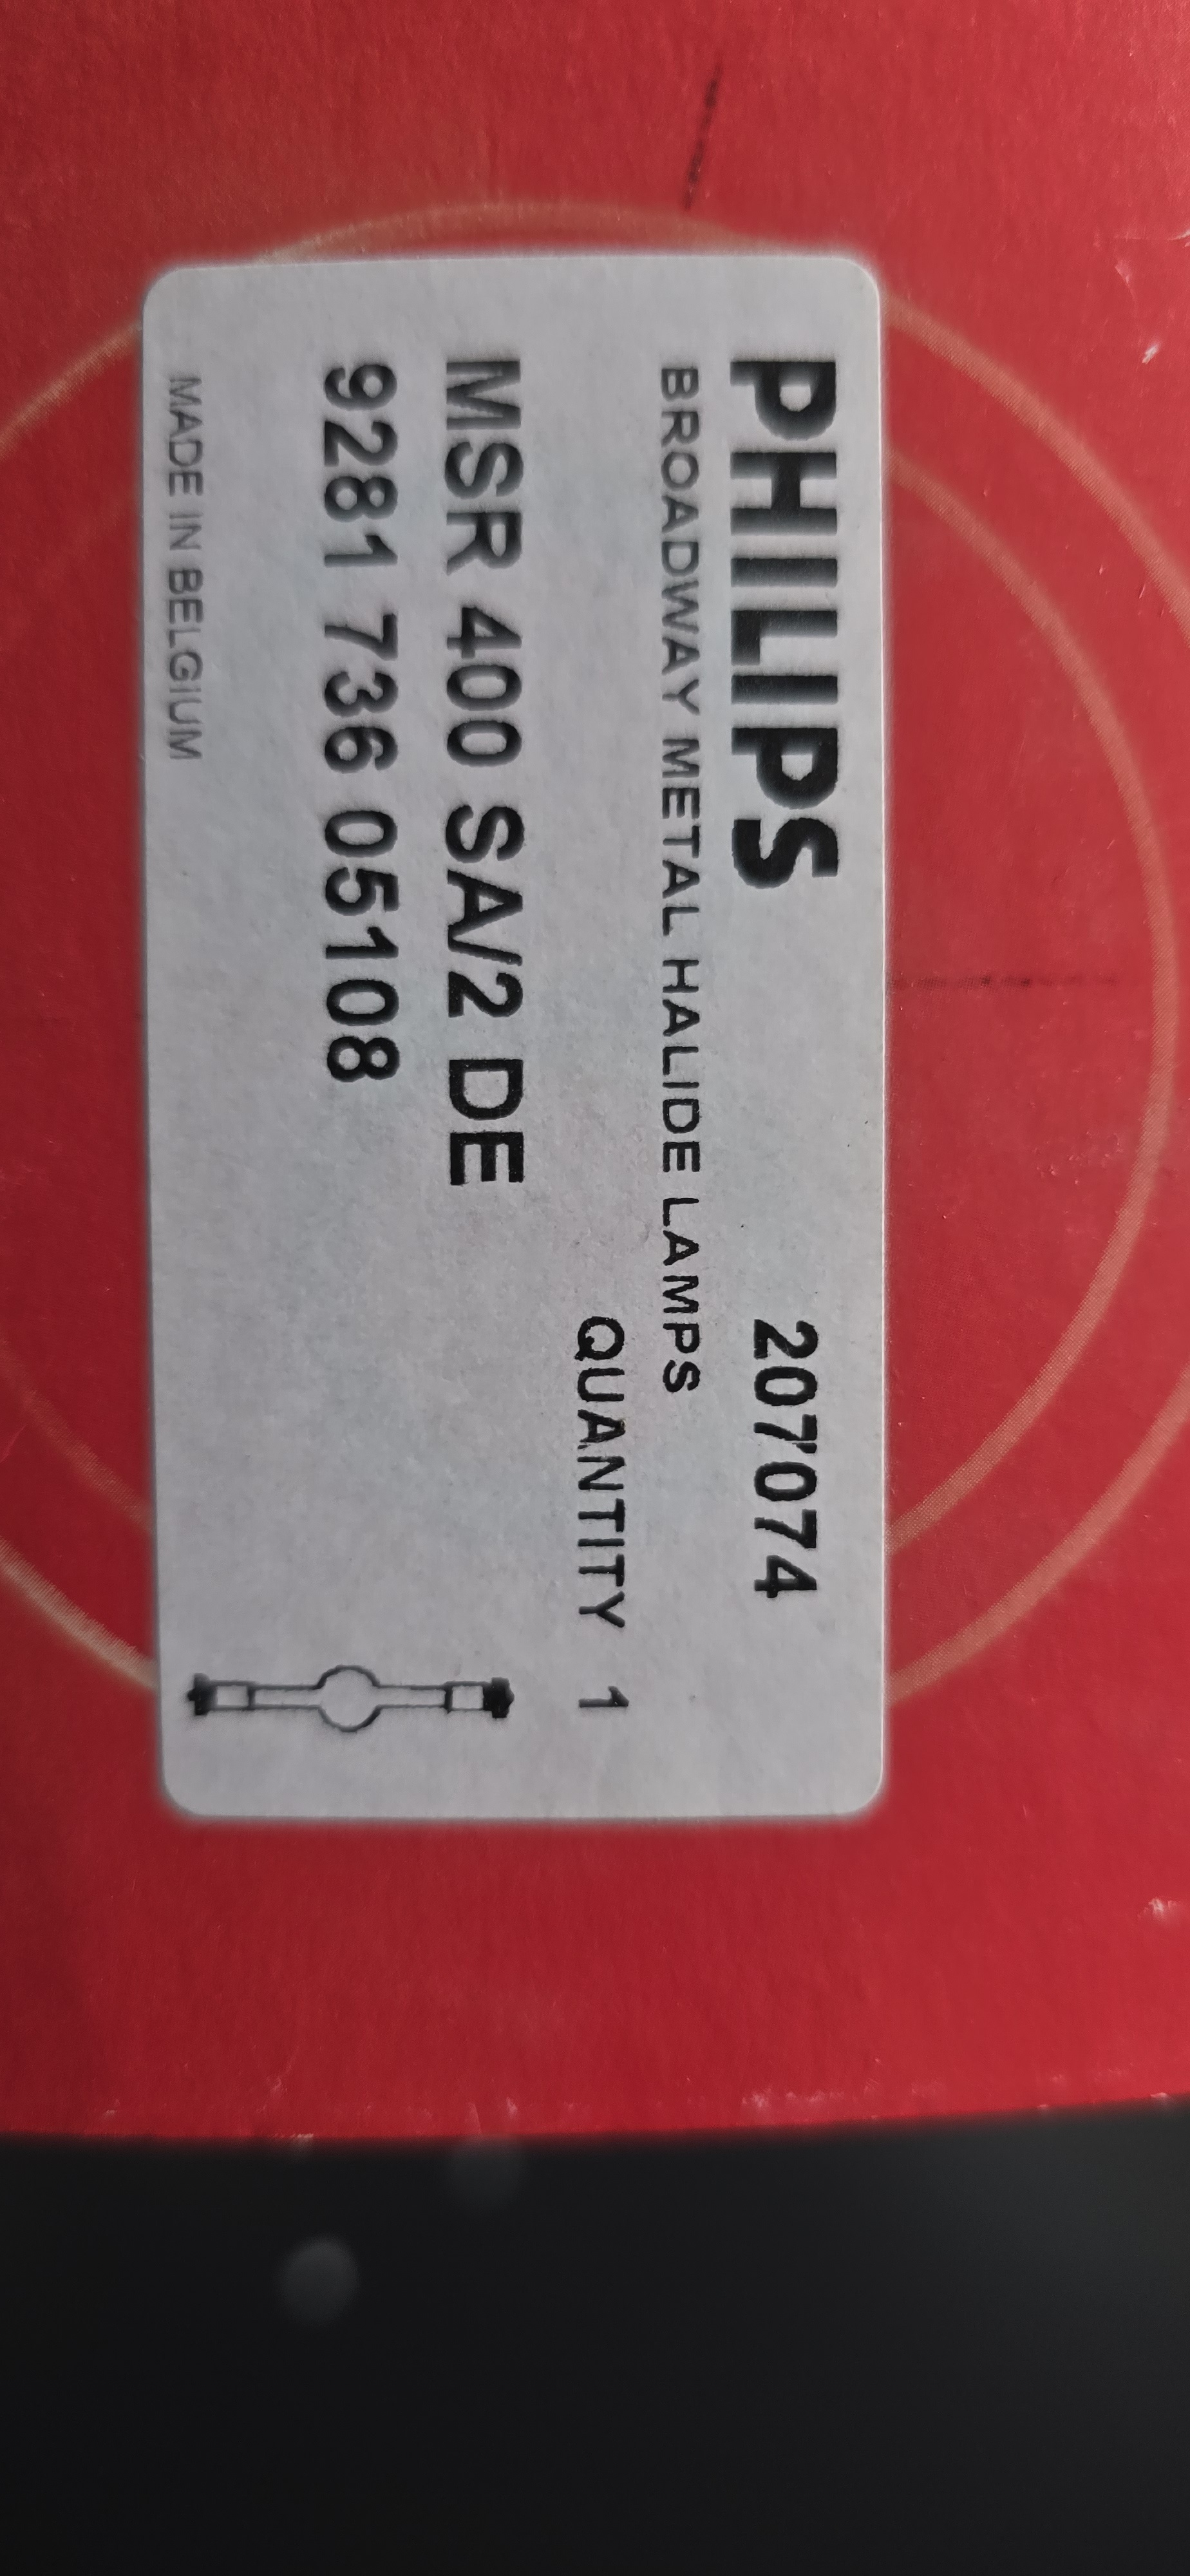 PHILIPS 207074
BROADWAY METAL HALIDE LAMPS
QUANTITY 1
MSR 400 SA/2 DE
9281 736 05108
MADE IN BELGIUM